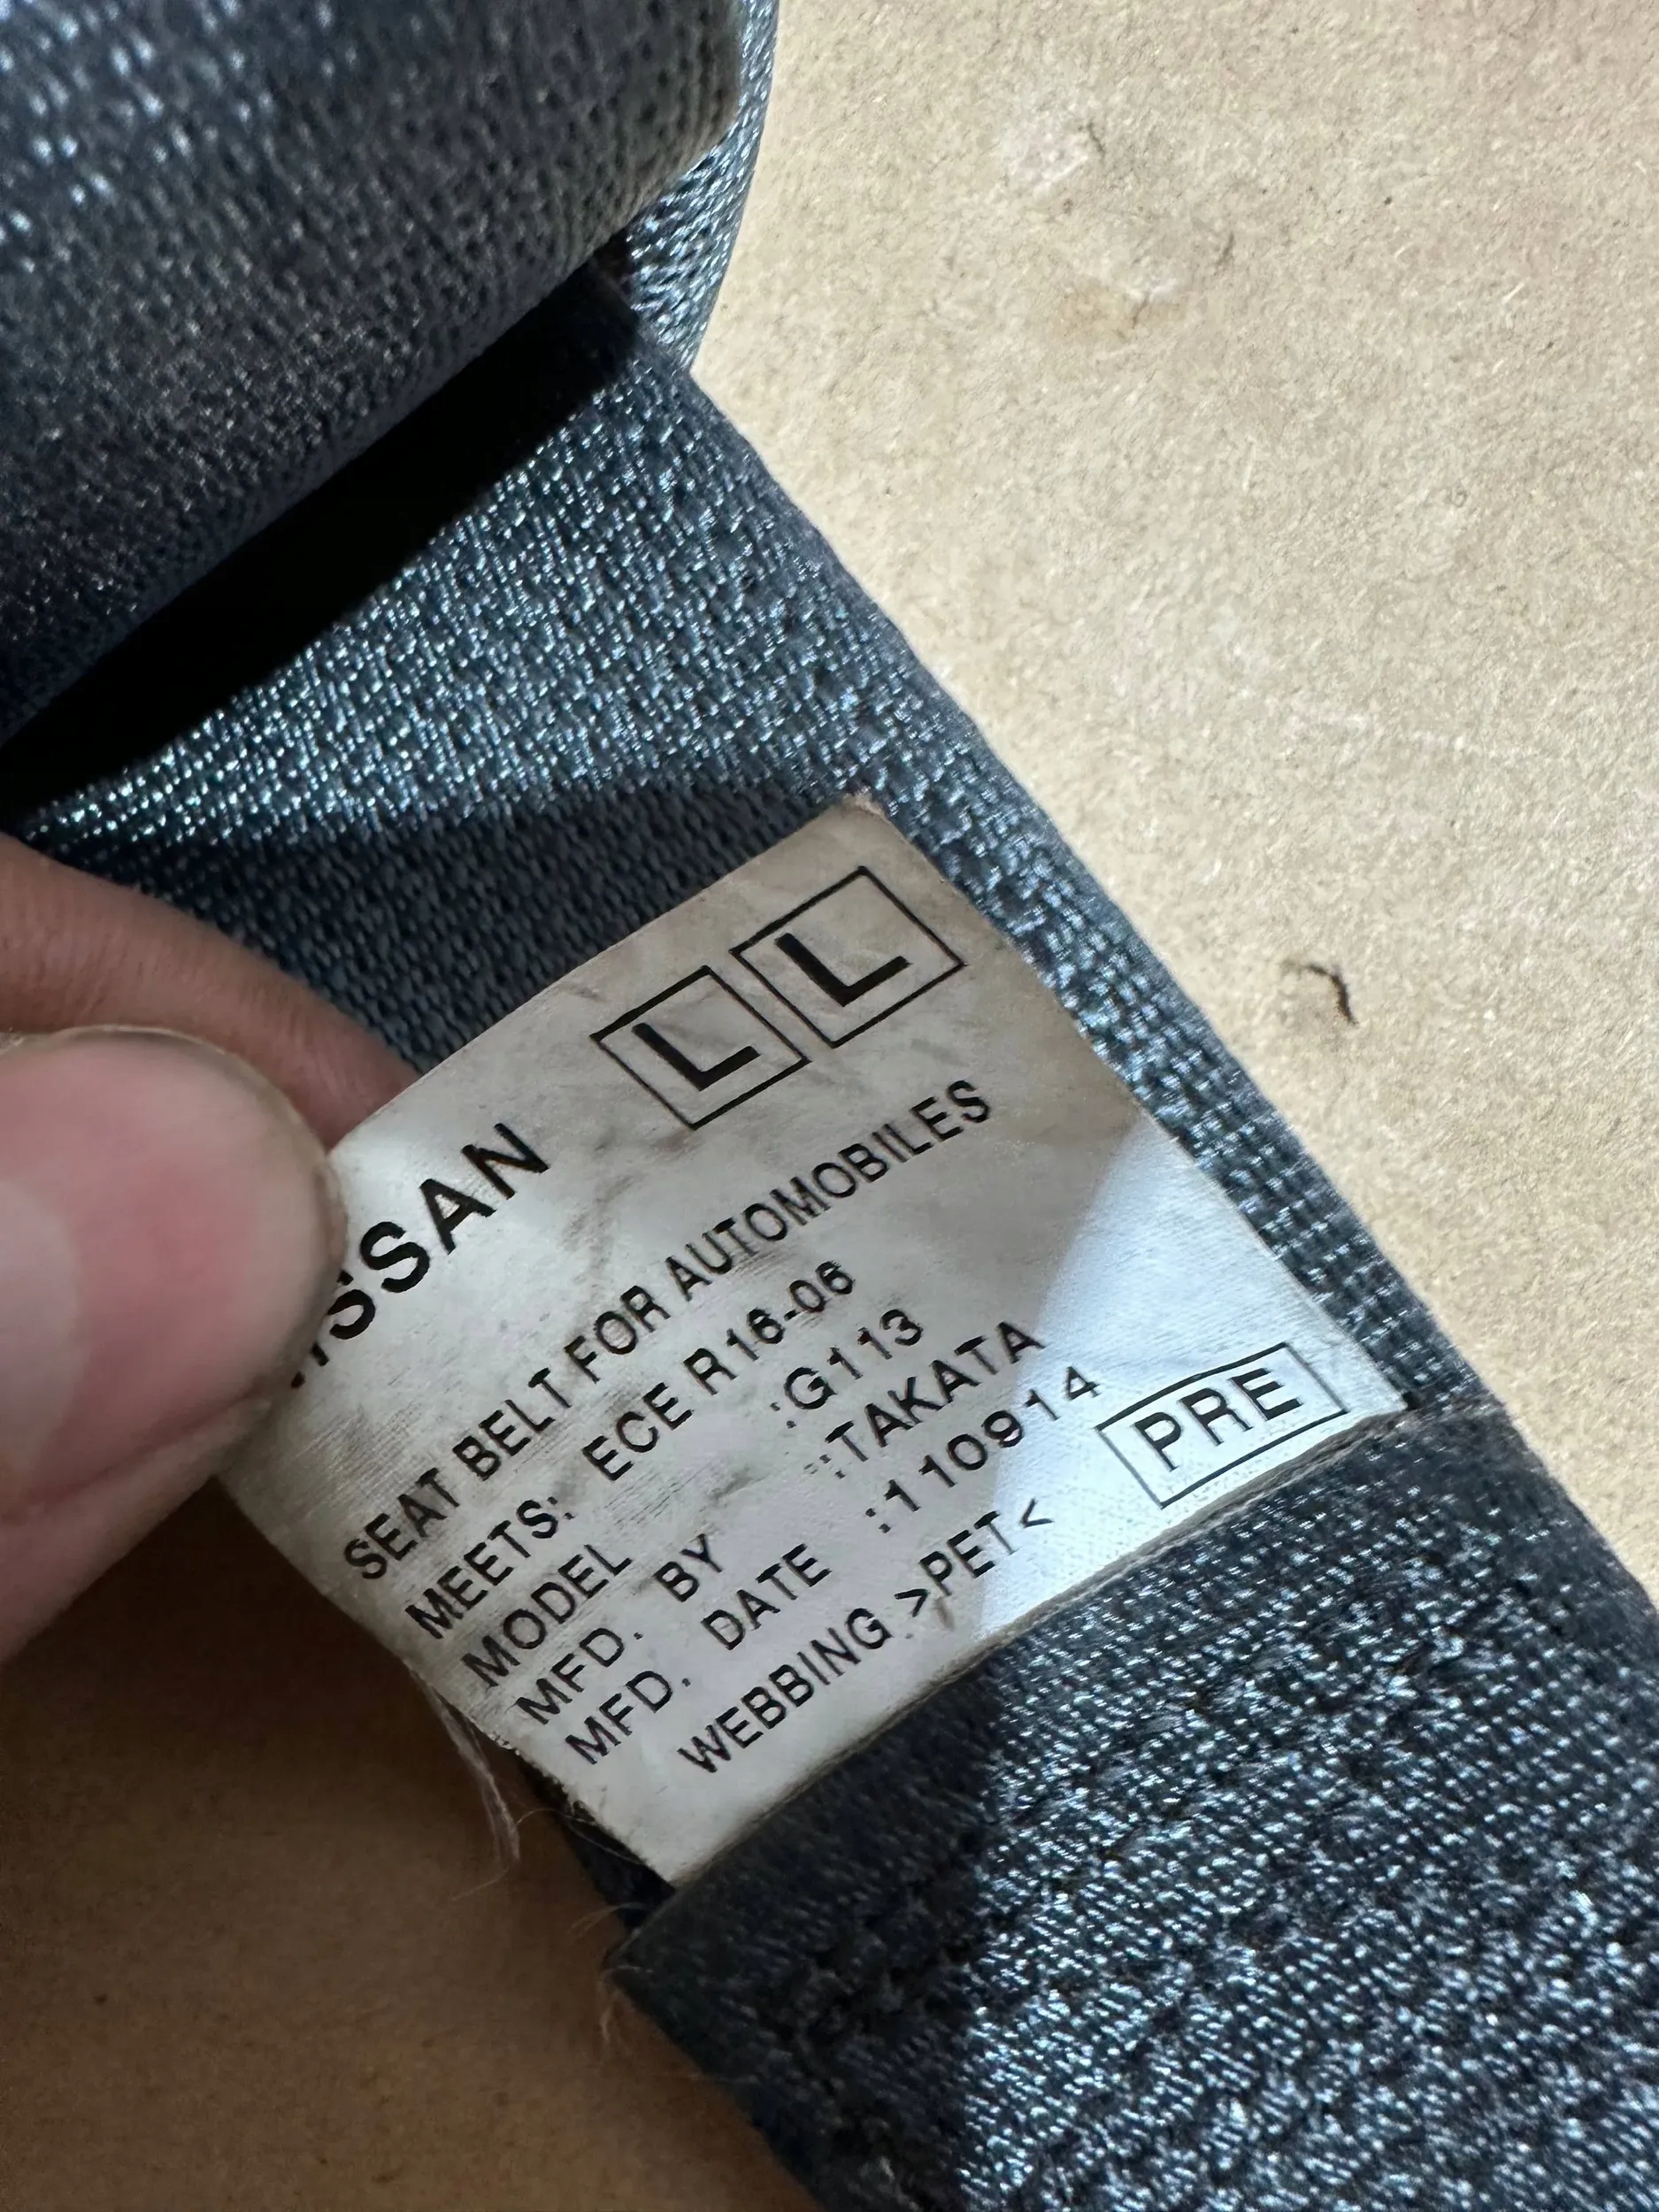 NISSAN L L
SEAT BELT FOR AUTOMOBILES
MEETS: ECE R16-06
MODEL :G113
MFD. BY :TAKATA
MFD. DATE :110914
WEBBING >PET< PRE